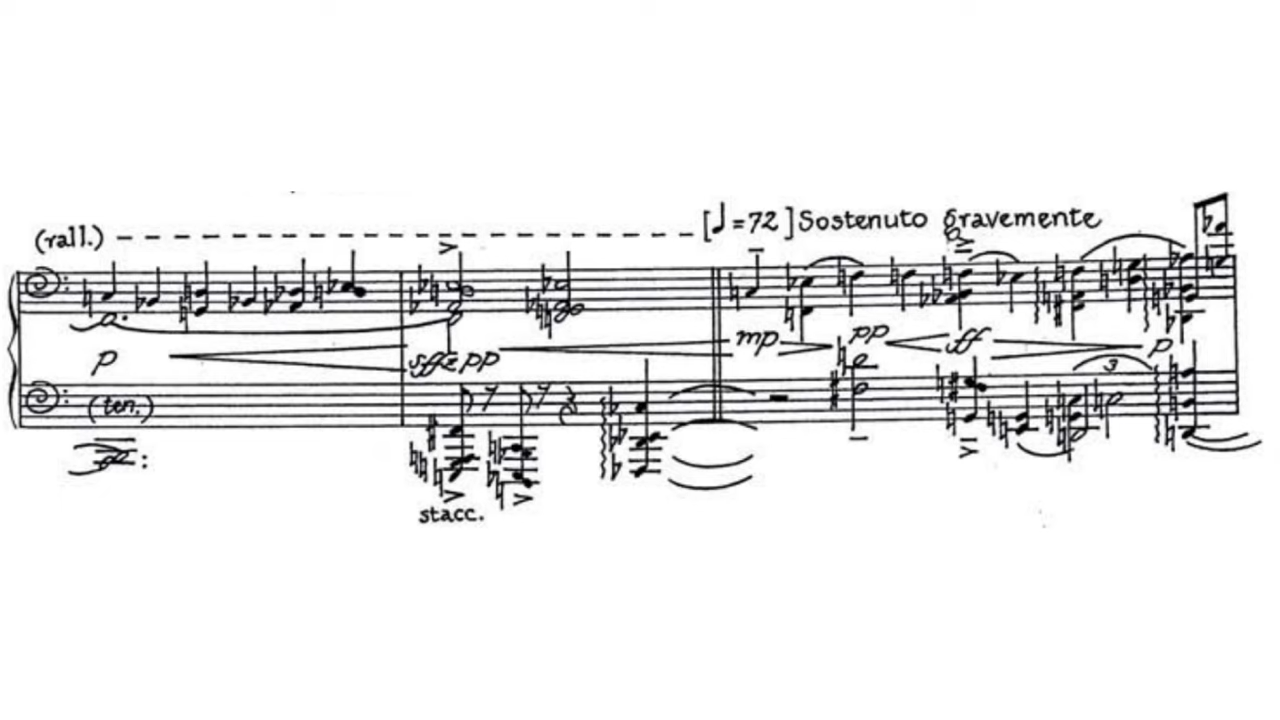 (rall.) [♩=72] Sostenuto gravemente
p sffz pp mp pp ff p
(ten.) 3
stacc.